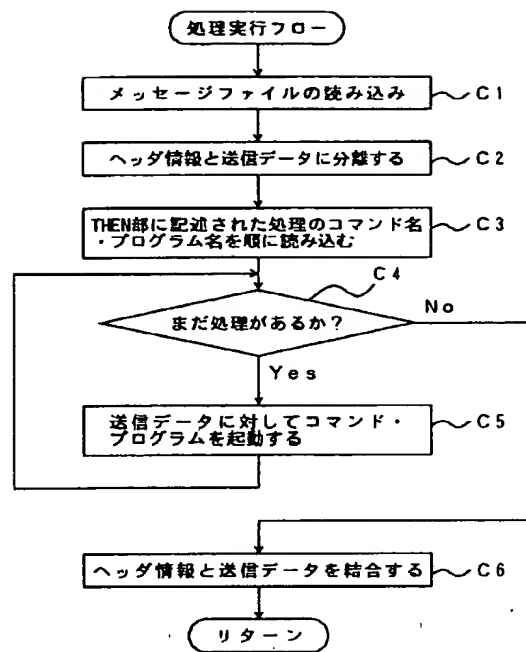 処理実行フロー
メッセージファイルの読み込み
C1
ヘッダ情報と送信データに分離する
C2
THEN部に記述された処理のコマンド名
・プログラム名を順に読み込む
C3
C4
まだ処理があるか？
No
Yes
送信データに対してコマンド・
プログラムを起動する
C5
ヘッダ情報と送信データを結合する
C6
リターン